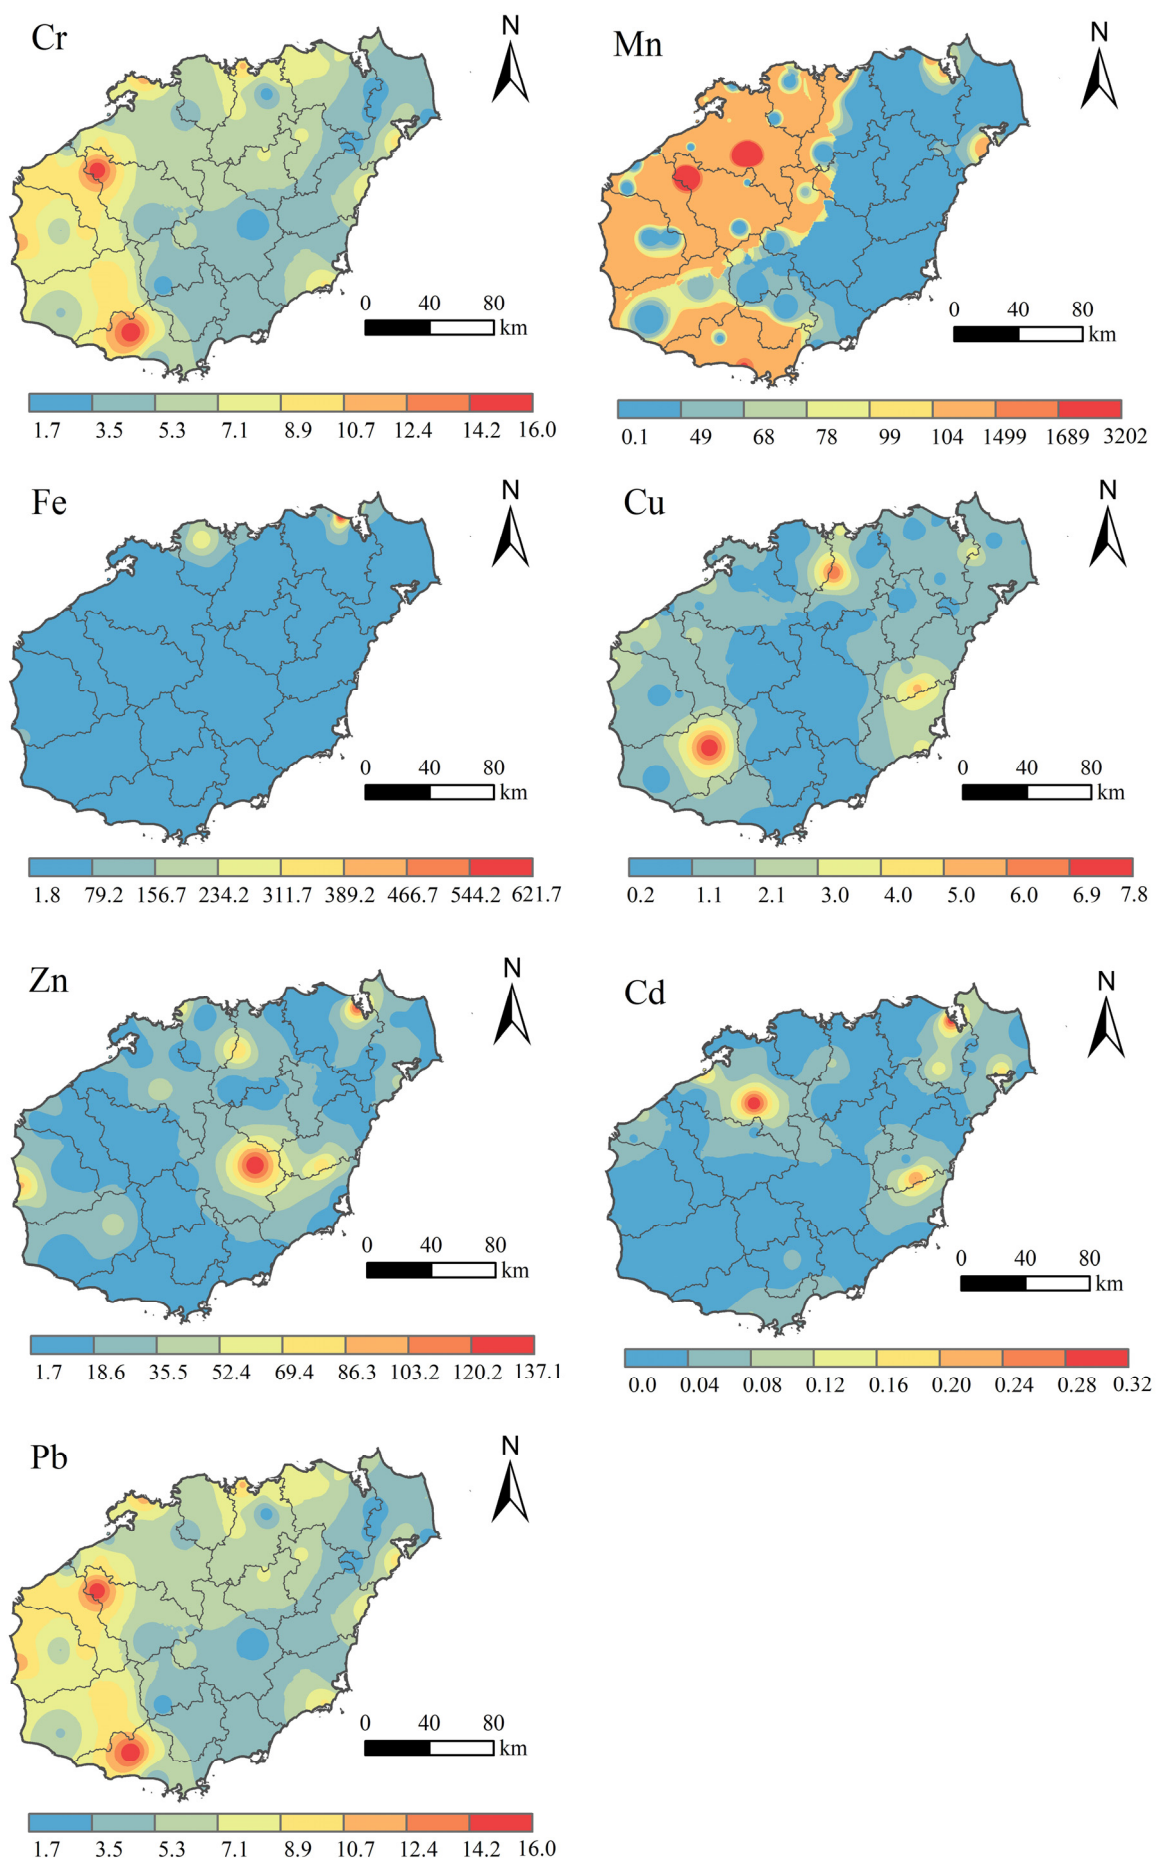 Cr
N
0 40 80
km
1.7 3.5 5.3 7.1 8.9 10.7 12.4 14.2 16.0
Mn
N
0 40 80
km
0.1 49 68 78 99 104 1499 1689 3202
Fe
N
0 40 80
km
1.8 79.2 156.7 234.2 311.7 389.2 466.7 544.2 621.7
Cu
N
0 40 80
km
0.2 1.1 2.1 3.0 4.0 5.0 6.0 6.9 7.8
Zn
N
0 40 80
km
1.7 18.6 35.5 52.4 69.4 86.3 103.2 120.2 137.1
Cd
N
0 40 80
km
0.0 0.04 0.08 0.12 0.16 0.20 0.24 0.28 0.32
Pb
N
0 40 80
km
1.7 3.5 5.3 7.1 8.9 10.7 12.4 14.2 16.0